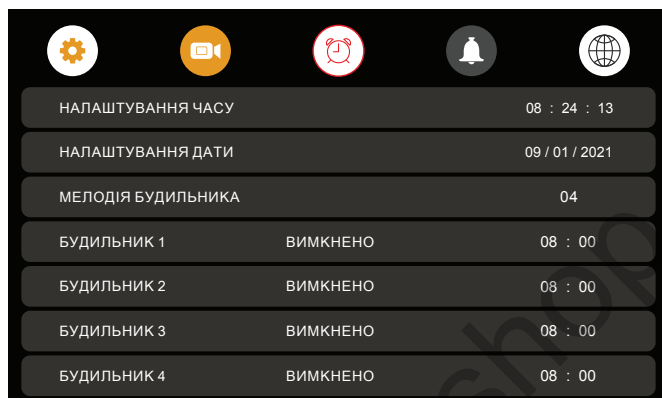 НАЛАШТУВАННЯ ЧАСУ 08 : 24 : 13
НАЛАШТУВАННЯ ДАТИ 09 / 01 / 2021
МЕЛОДІЯ БУДИЛЬНИКА 04
БУДИЛЬНИК 1 ВИМКНЕНО 08 : 00
БУДИЛЬНИК 2 ВИМКНЕНО 08 : 00
БУДИЛЬНИК 3 ВИМКНЕНО 08 : 00
БУДИЛЬНИК 4 ВИМКНЕНО 08 : 00
shop